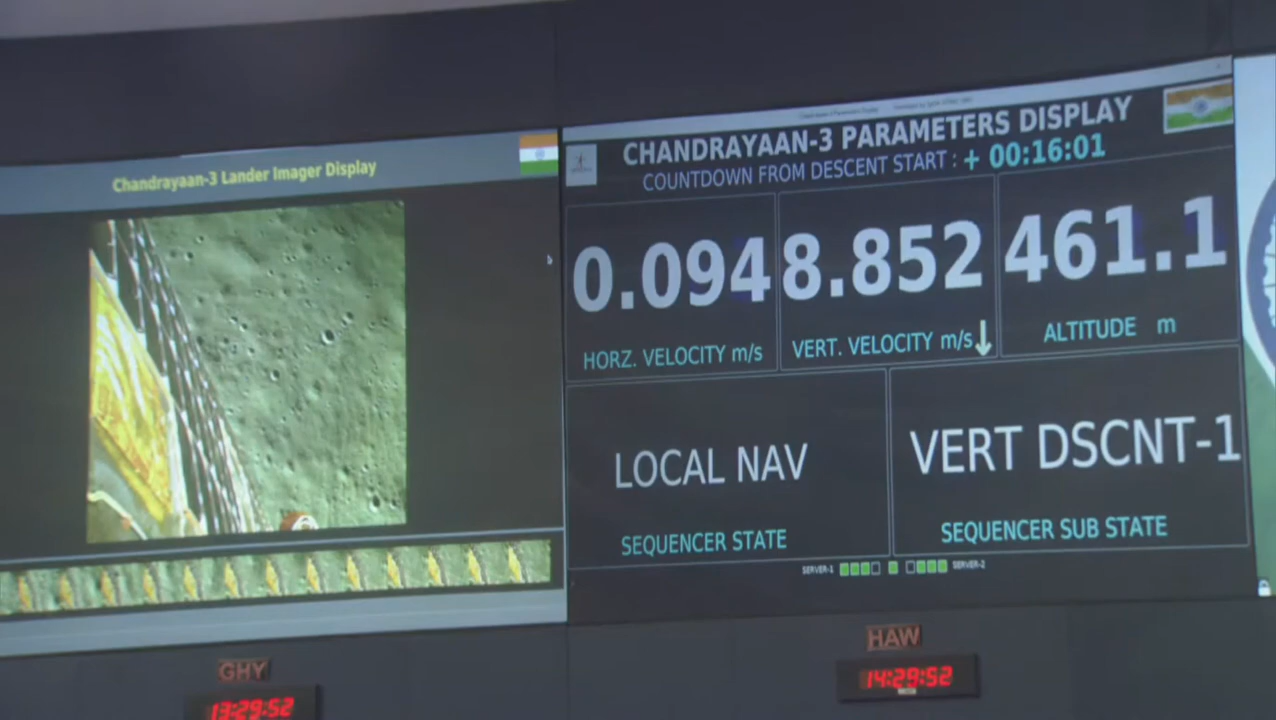 Chandrayaan-3 Lander Imager Display
CHANDRAYAAN-3 PARAMETERS DISPLAY
COUNTDOWN FROM DESCENT START : + 00:16:01
0.094
HORZ. VELOCITY m/s
8.852
VERT. VELOCITY m/s
461.1
ALTITUDE m
LOCAL NAV
SEQUENCER STATE
VERT DSCNT-1
SEQUENCER SUB STATE
SERVER-1
SERVER-2
GHY
13:29:52
HAW
14:29:52